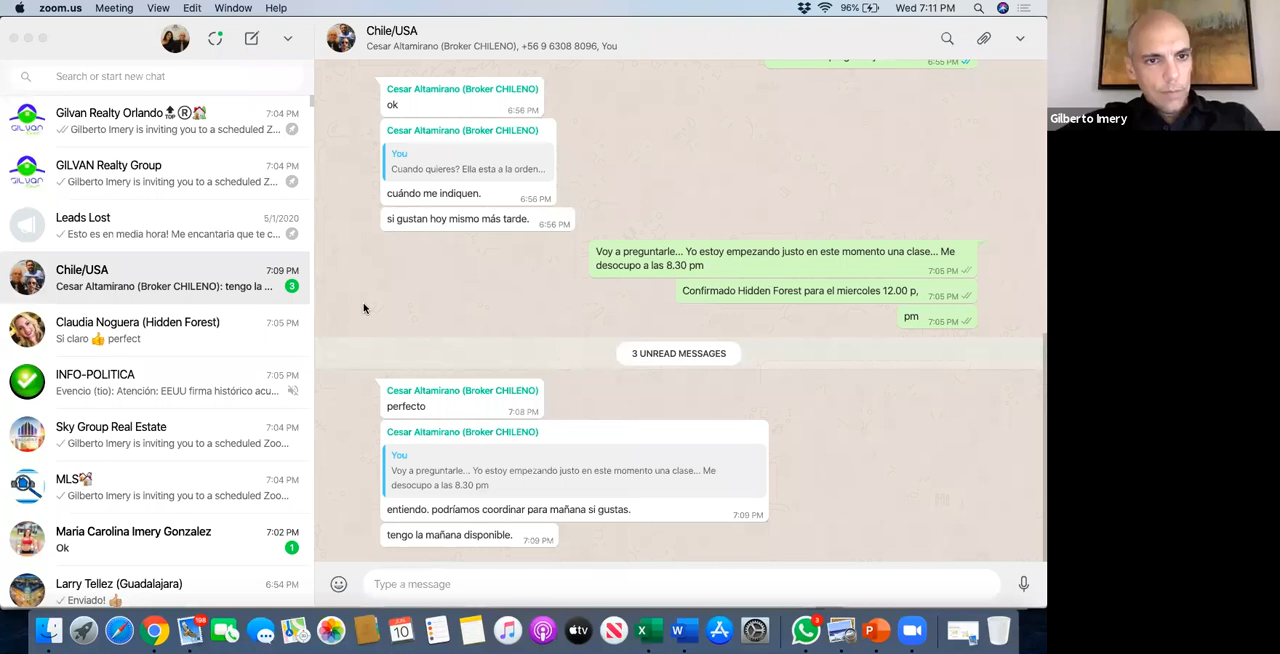 zoom.us Meeting View Edit Window Help
96% Wed 7:11 PM
Search or start new chat
Gilvan Realty Orlando TOP ® 7:04 PM
Gilberto Imery is inviting you to a scheduled Z...
GILVAN
GILVAN Realty Group 7:04 PM
Gilberto Imery is inviting you to a scheduled Z...
GILVAN
Leads Lost 5/1/2020
Esto es en media hora! Me encantaria que te c...
Chile/USA 7:09 PM
Cesar Altamirano (Broker CHILENO): tengo la ... 3
Claudia Noguera (Hidden Forest) 7:05 PM
Si claro 👍 perfect
INFO-POLITICA 7:05 PM
Evencio (tio): Atención: EEUU firma histórico acu...
Sky Group Real Estate 7:04 PM
Gilberto Imery is inviting you to a scheduled Zoo...
MLS 7:04 PM
Gilberto Imery is inviting you to a scheduled Zoo...
Maria Carolina Imery Gonzalez 7:02 PM
Ok 1
Larry Tellez (Guadalajara) 6:54 PM
Enviado! 👍
Chile/USA
Cesar Altamirano (Broker CHILENO), +56 9 6308 8096, You
6:55 PM
Cesar Altamirano (Broker CHILENO)
ok 6:56 PM
Cesar Altamirano (Broker CHILENO)
You
Cuando quieres? Ella esta a la orden...
cuándo me indiquen. 6:56 PM
si gustan hoy mismo más tarde. 6:56 PM
Voy a preguntarle... Yo estoy empezando justo en este momento una clase... Me
desocupo a las 8.30 pm 7:05 PM
Confirmado Hidden Forest para el miercoles 12.00 p, 7:05 PM
pm 7:05 PM
3 UNREAD MESSAGES
Cesar Altamirano (Broker CHILENO)
perfecto 7:08 PM
Cesar Altamirano (Broker CHILENO)
You
Voy a preguntarle... Yo estoy empezando justo en este momento una clase... Me
desocupo a las 8.30 pm
entiendo. podríamos coordinar para mañana si gustas. 7:09 PM
tengo la mañana disponible. 7:09 PM
Type a message
Gilberto Imery
198
JUN
10
tv
X
W
3
P